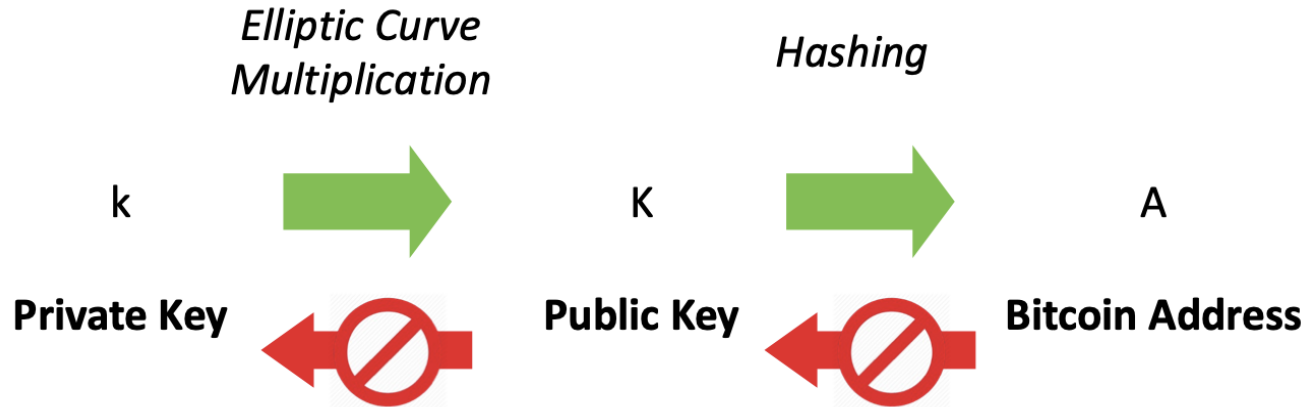 Elliptic Curve
Multiplication
Hashing
k
K
A
Private Key
Public Key
Bitcoin Address